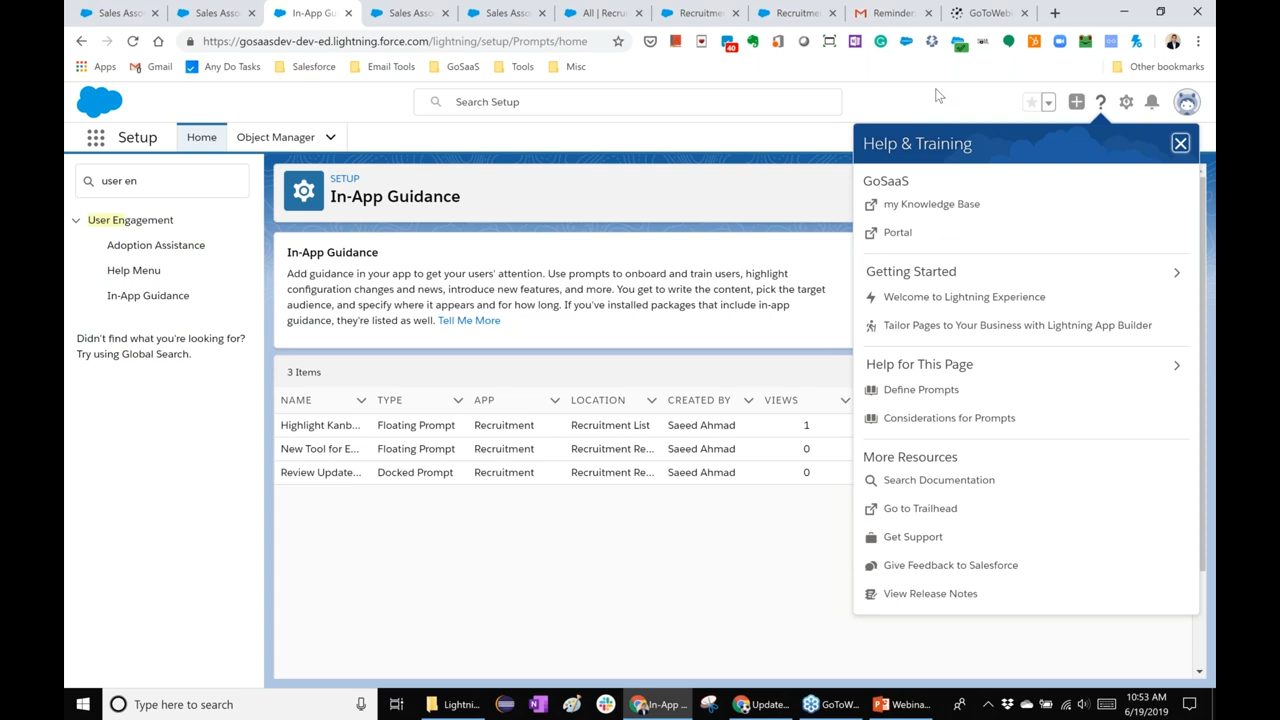 Sales Asso
Sales Asso
In-App Gu
Sales Asso
Sales Asso
All | Recru
Recruitme
Recruitme
Reminder:
GoToWebi
https://gosaasdev-dev-ed.lightning.force.com/lightning/setup/Prompts/home
40
Apps
Gmail
Any Do Tasks
Salesforce
Email Tools
GoSaaS
Tools
Misc
Other bookmarks
Search Setup
Setup
Home
Object Manager
user en
User Engagement
Adoption Assistance
Help Menu
In-App Guidance
Didn't find what you're looking for?
Try using Global Search.
SETUP
In-App Guidance
In-App Guidance
Add guidance in your app to get your users' attention. Use prompts to onboard and train users, highlight
configuration changes and news, introduce new features, and more. You get to write the content, pick the target
audience, and specify where it appears and for how long. If you've installed packages that include in-app
guidance, they're listed as well. Tell Me More
3 Items
NAME TYPE APP LOCATION CREATED BY VIEWS
Highlight Kanb... Floating Prompt Recruitment Recruitment List Saeed Ahmad 1
New Tool for E... Floating Prompt Recruitment Recruitment Re... Saeed Ahmad 0
Review Update... Docked Prompt Recruitment Recruitment Re... Saeed Ahmad 0
Help & Training
GoSaaS
my Knowledge Base
Portal
Getting Started
Welcome to Lightning Experience
Tailor Pages to Your Business with Lightning App Builder
Help for This Page
Define Prompts
Considerations for Prompts
More Resources
Search Documentation
Go to Trailhead
Get Support
Give Feedback to Salesforce
View Release Notes
Type here to search
Lightni...
In-App ...
Update...
GoToW...
Webina...
10:53 AM
6/19/2019